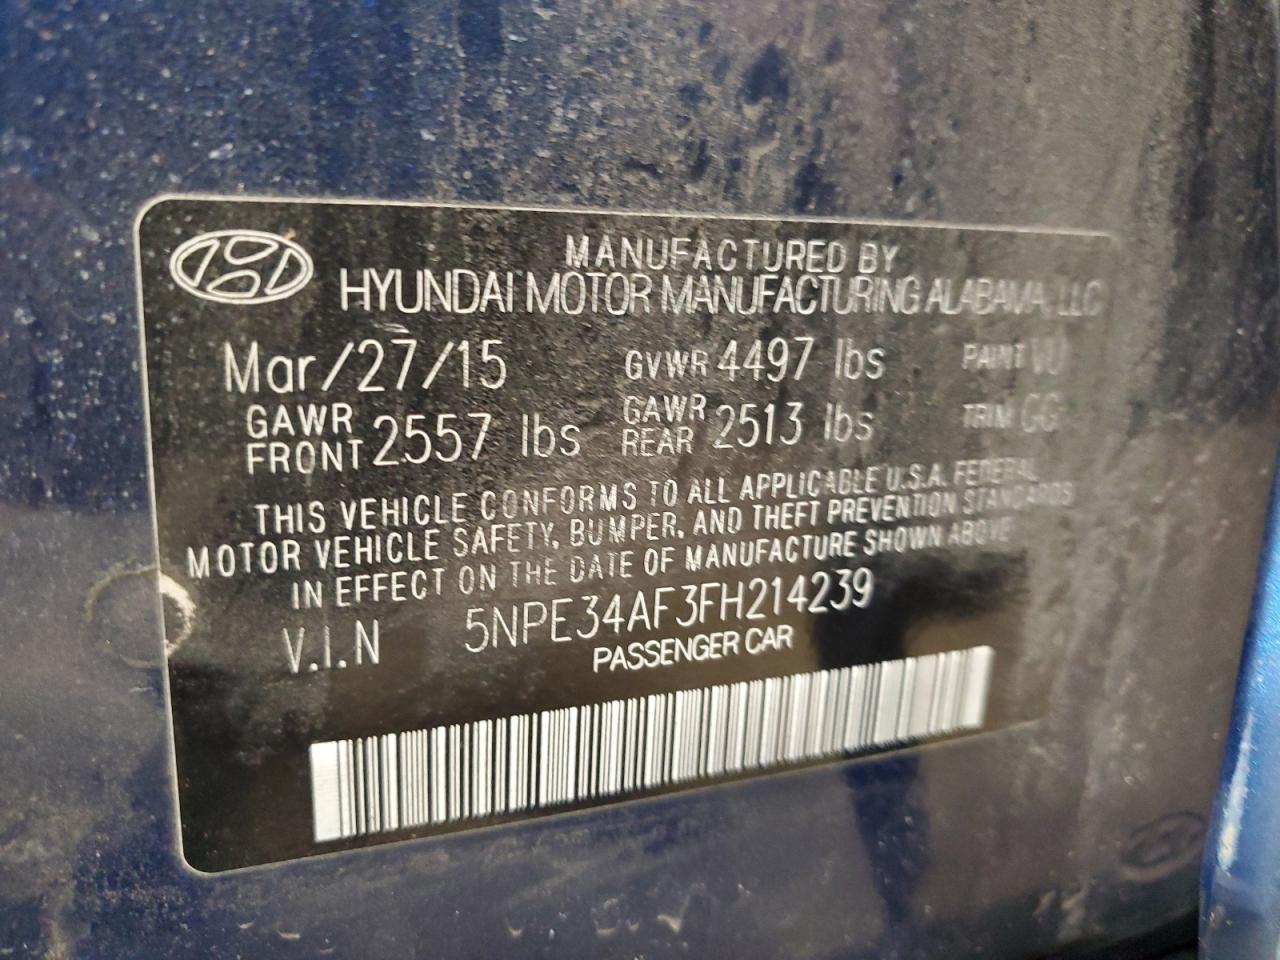 MANUFACTURED BY
HYUNDAI MOTOR MANUFACTURING ALABAMA, LLC
Mar/27/15 GVWR 4497 lbs PAINT
GAWR FRONT 2557 lbs GAWR REAR 2513 lbs TRIM GG
THIS VEHICLE CONFORMS TO ALL APPLICABLE U.S.A. FEDERAL
MOTOR VEHICLE SAFETY, BUMPER, AND THEFT PREVENTION STANDARDS
IN EFFECT ON THE DATE OF MANUFACTURE SHOWN ABOVE
V.I.N 5NPE34AF3FH214239
PASSENGER CAR